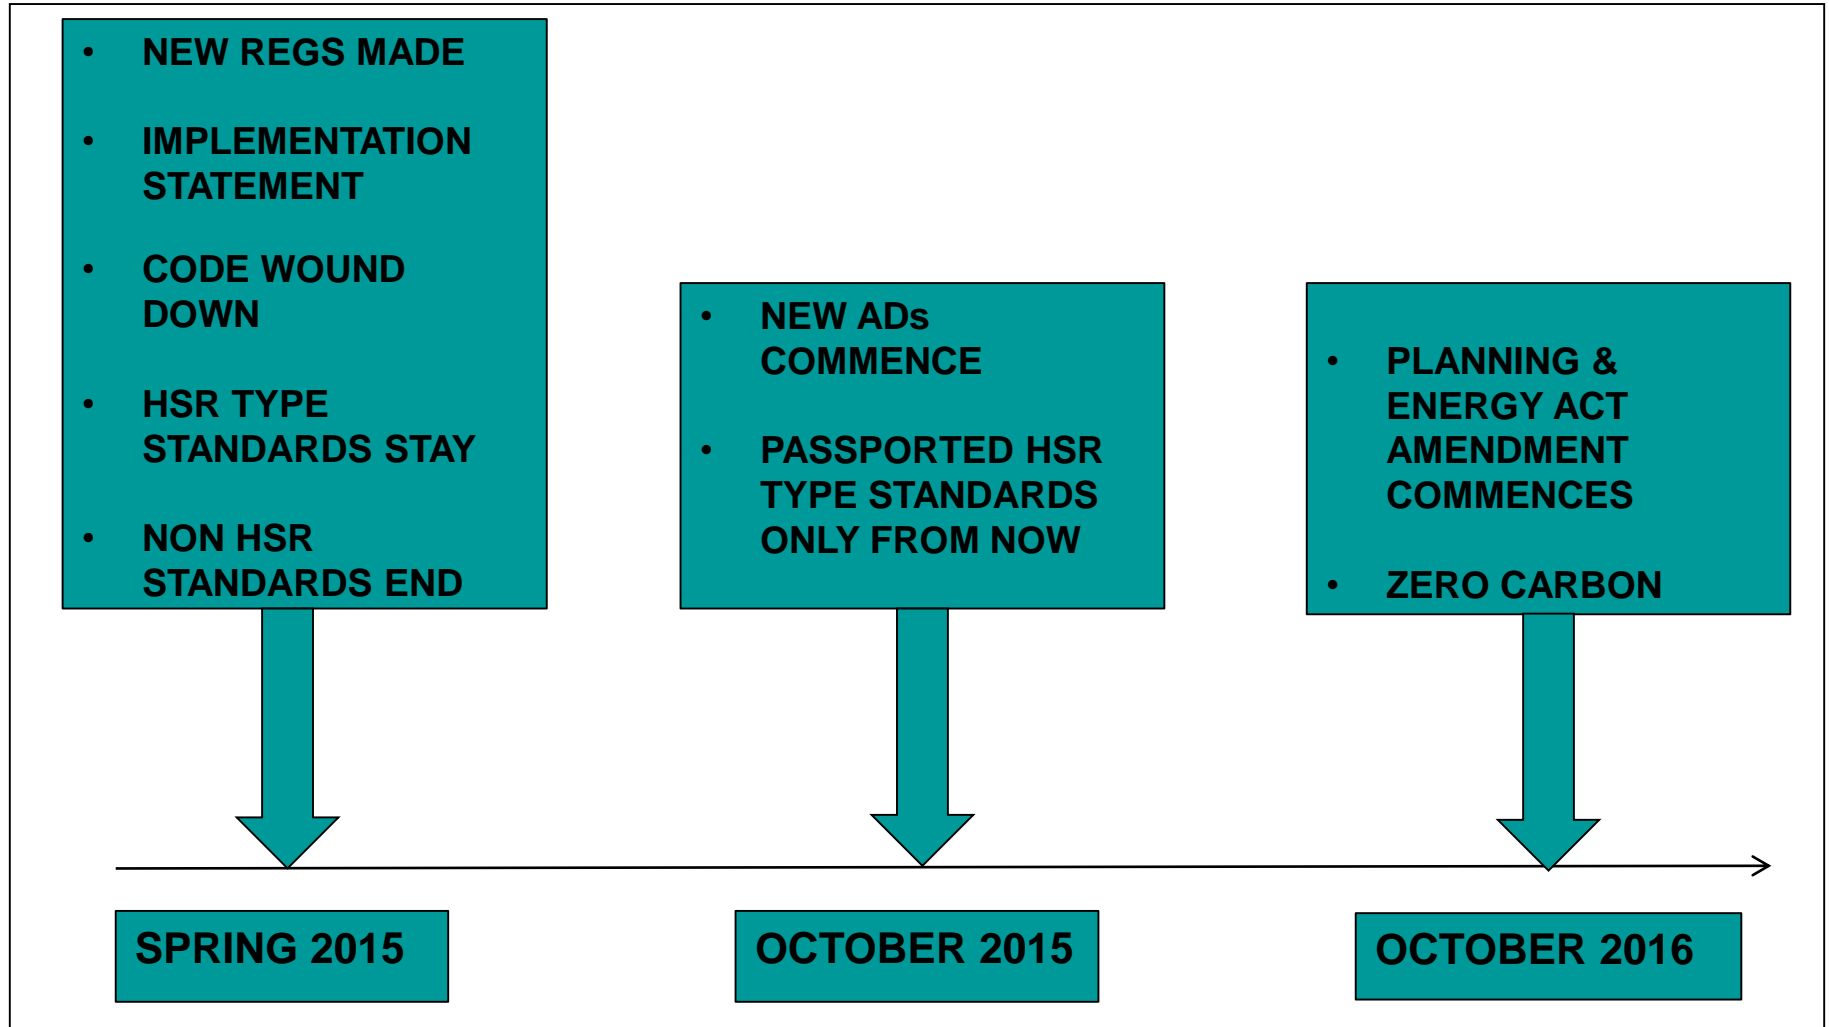 • NEW REGS MADE
• IMPLEMENTATION
STATEMENT
• CODE WOUND
DOWN
• HSR TYPE
STANDARDS STAY
• NON HSR
STANDARDS END
• NEW ADs
COMMENCE
• PASSPORTED HSR
TYPE STANDARDS
ONLY FROM NOW
• PLANNING &
ENERGY ACT
AMENDMENT
COMMENCES
• ZERO CARBON
SPRING 2015
OCTOBER 2015
OCTOBER 2016